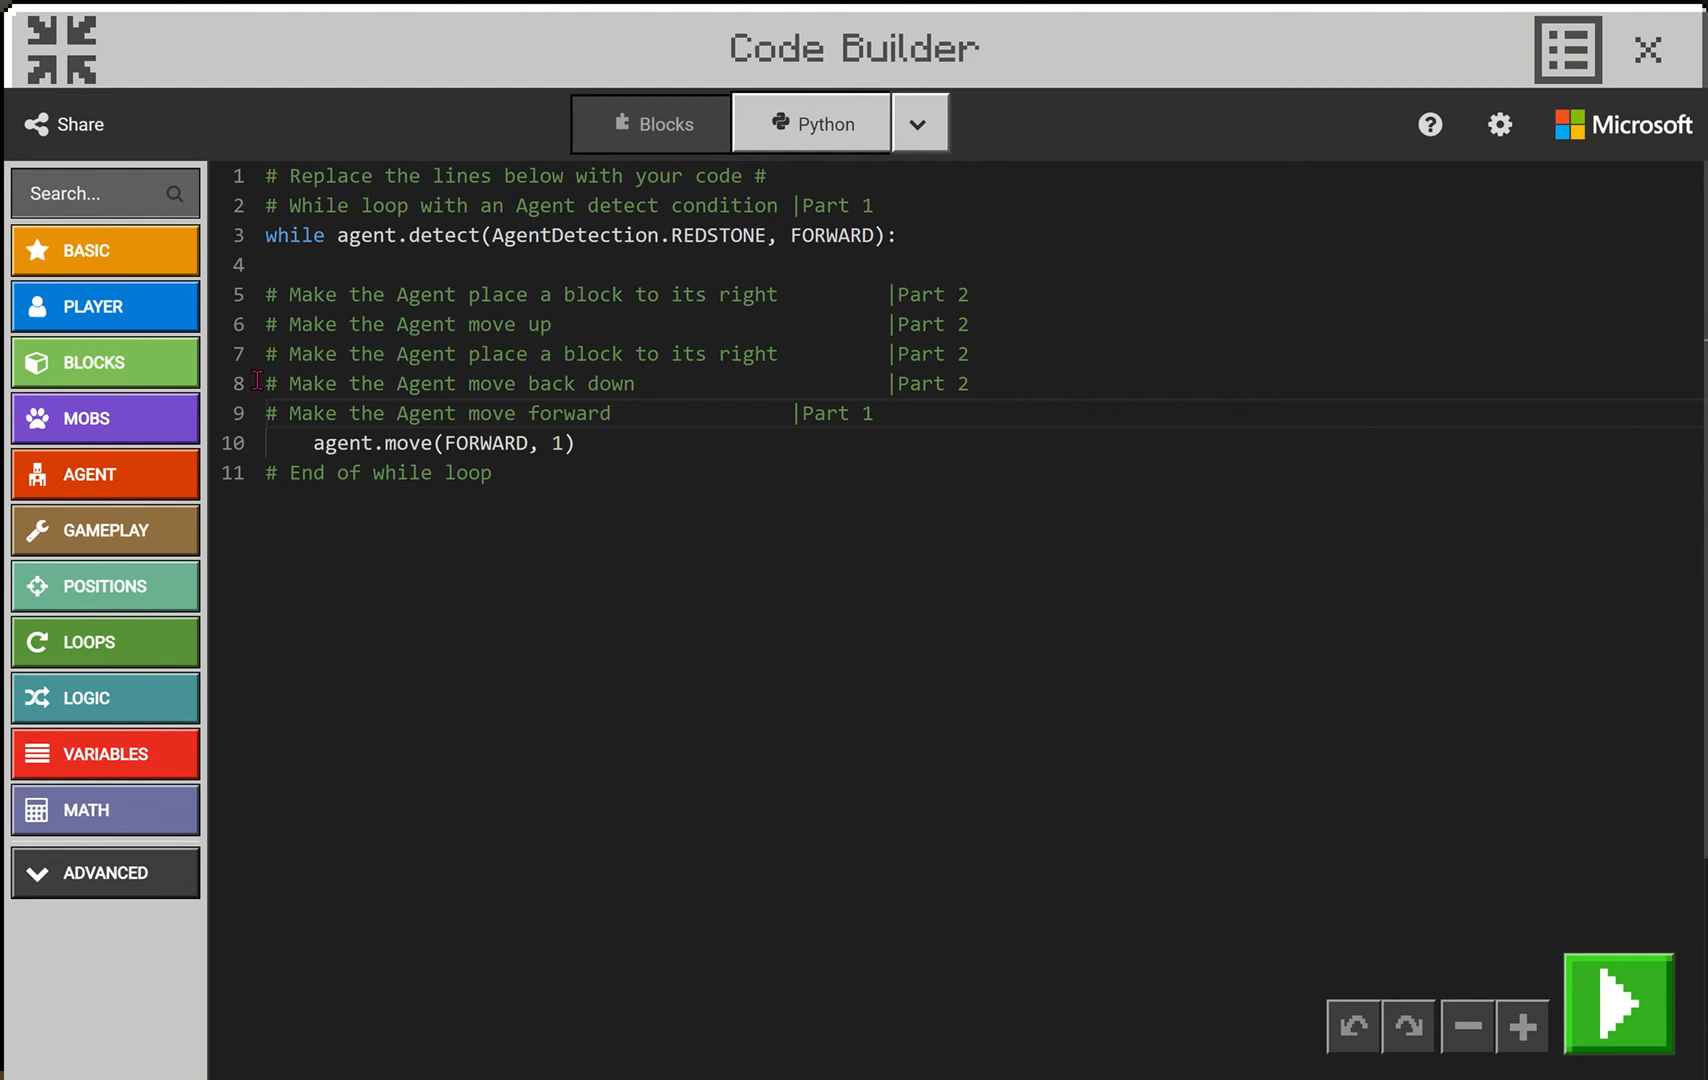 Code Builder
Share
Blocks
Python
Microsoft
Search...
BASIC
PLAYER
BLOCKS
MOBS
AGENT
GAMEPLAY
POSITIONS
LOOPS
LOGIC
VARIABLES
MATH
ADVANCED
1 # Replace the lines below with your code #
2 # While loop with an Agent detect condition |Part 1
3 while agent.detect(AgentDetection.REDSTONE, FORWARD):
4
5 # Make the Agent place a block to its right |Part 2
6 # Make the Agent move up |Part 2
7 # Make the Agent place a block to its right |Part 2
8 # Make the Agent move back down |Part 2
9 # Make the Agent move forward |Part 1
10 agent.move(FORWARD, 1)
11 # End of while loop